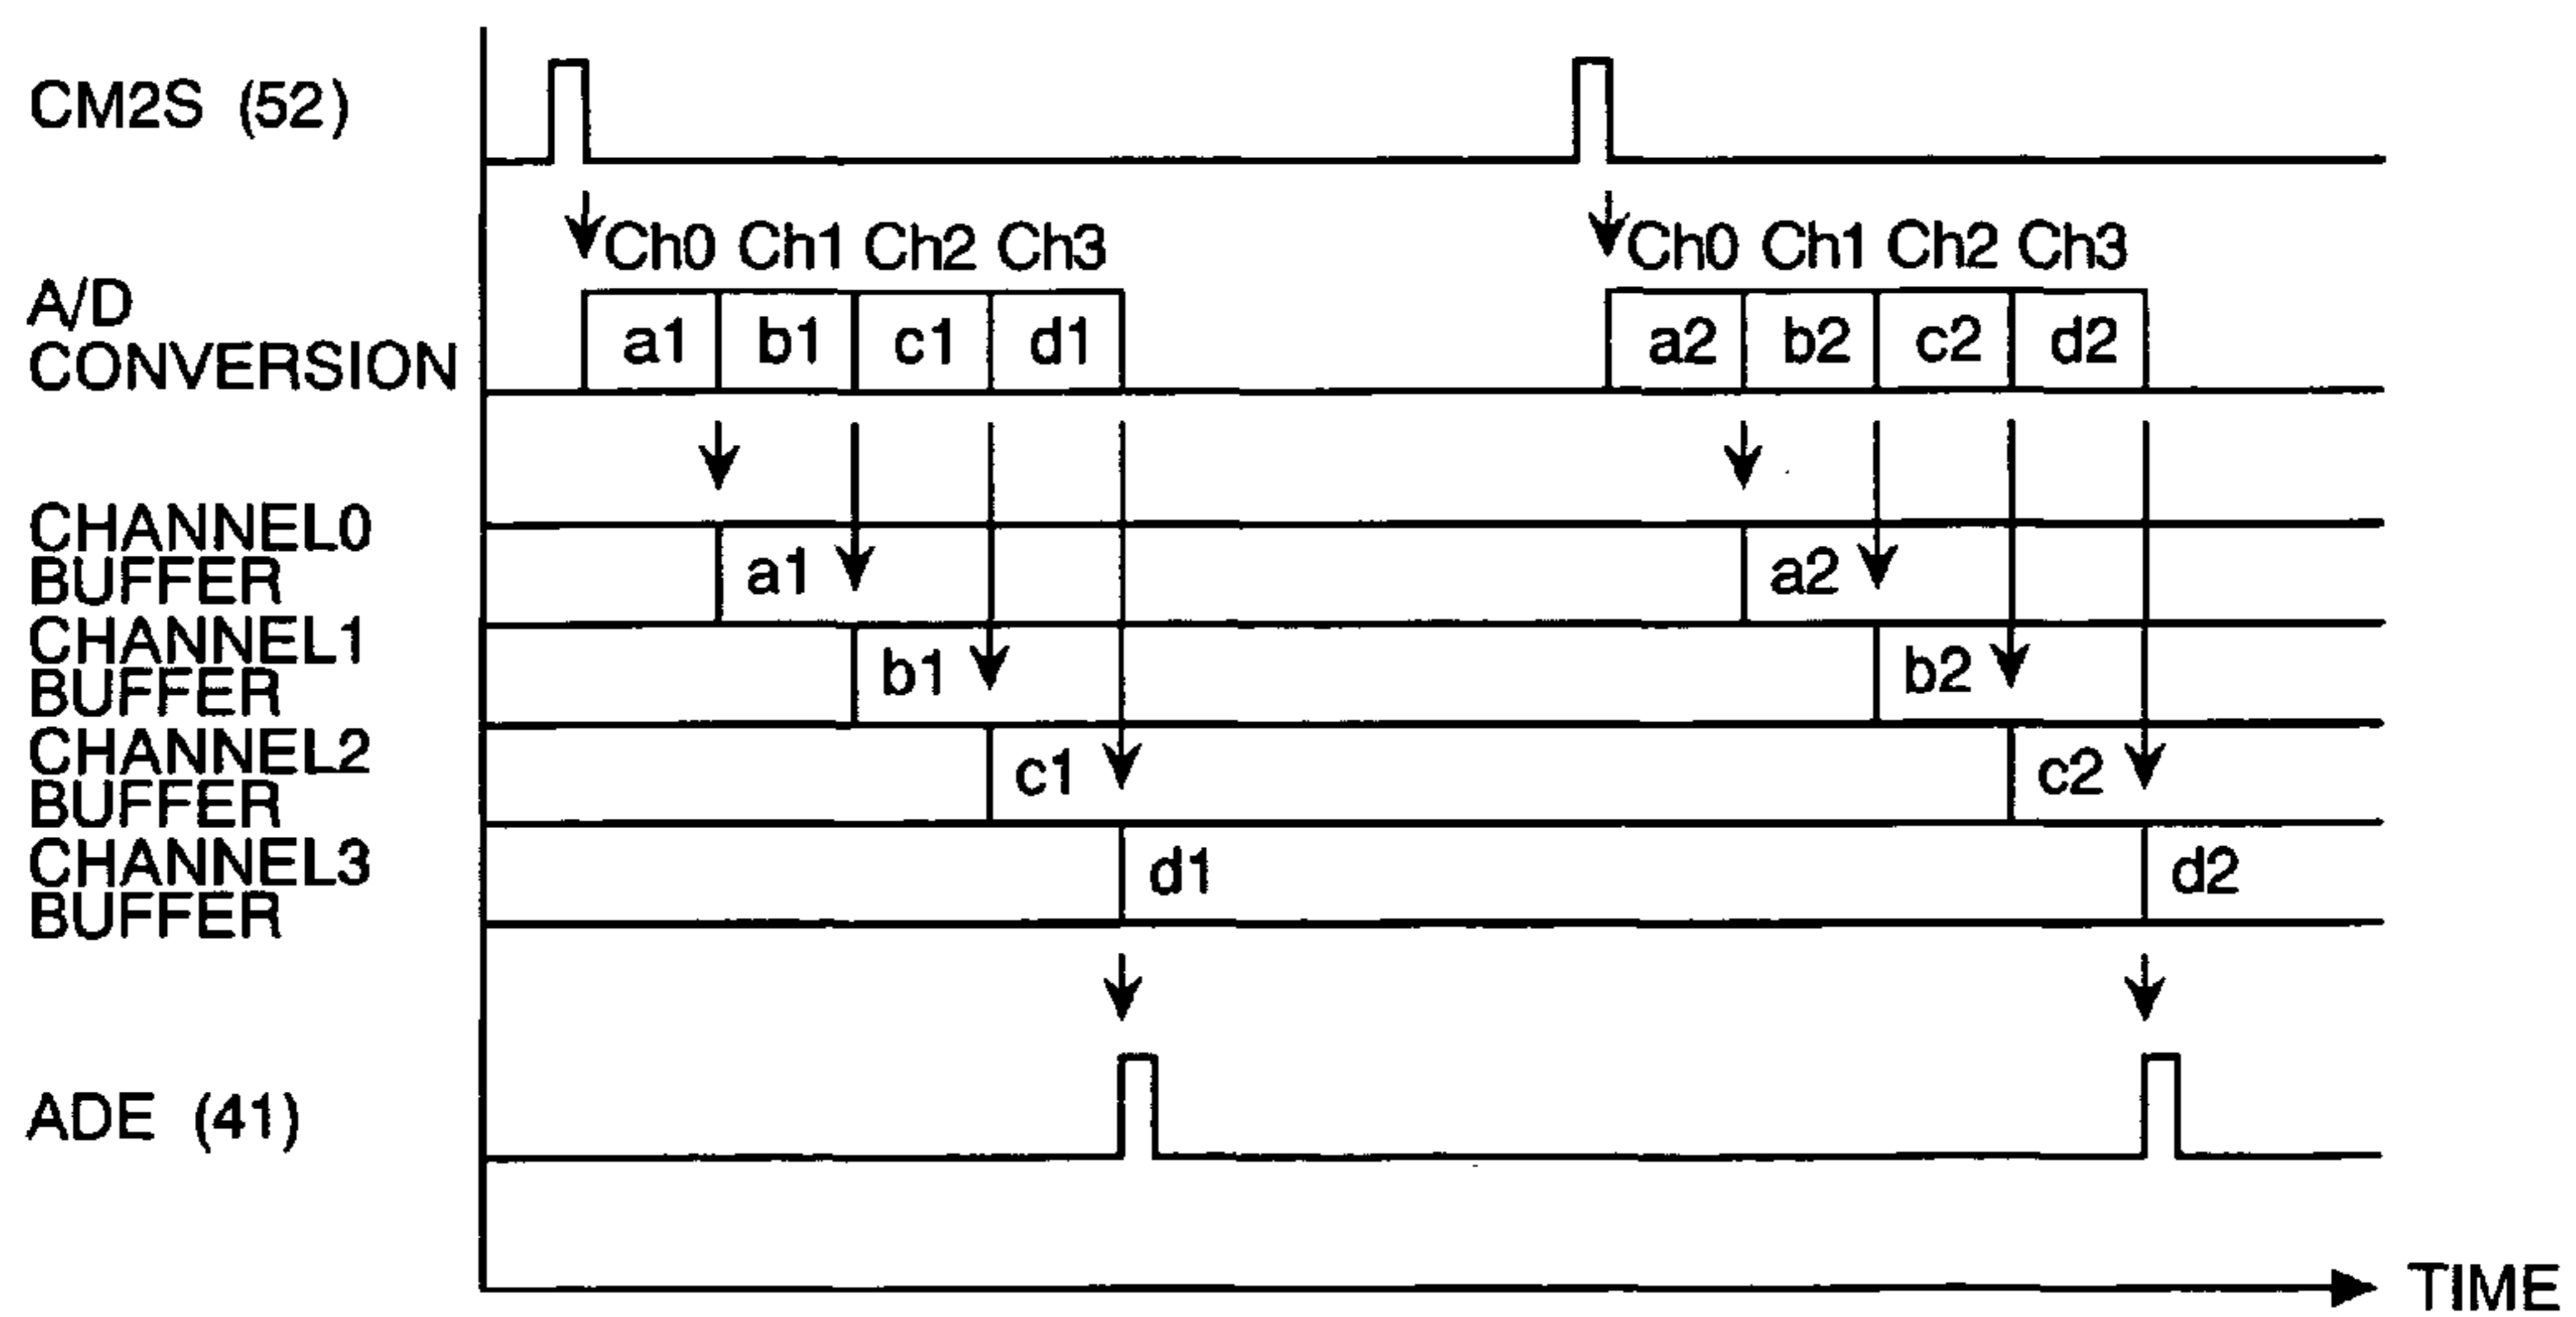 CM2S (52)
Ch0 Ch1 Ch2 Ch3 Ch0 Ch1 Ch2 Ch3
A/D
CONVERSION
a1 b1 c1 d1 a2 b2 c2 d2
CHANNEL0
BUFFER
a1 a2
CHANNEL1
BUFFER
b1 b2
CHANNEL2
BUFFER
c1 c2
CHANNEL3
BUFFER
d1 d2
ADE (41)
TIME